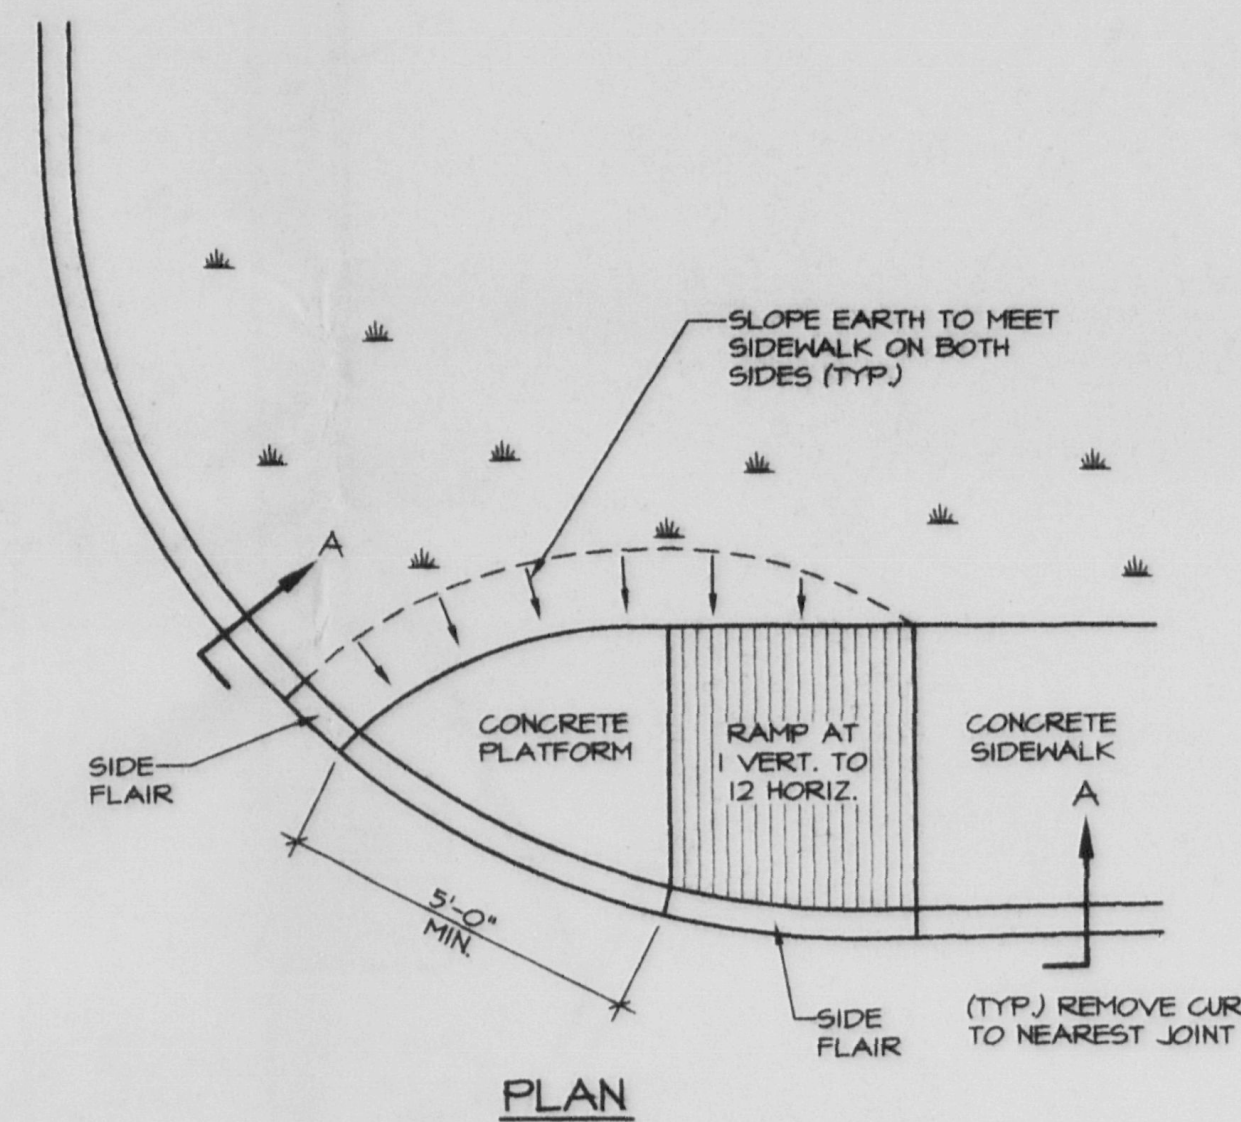 SLOPE EARTH TO MEET
SIDEWALK ON BOTH
SIDES (TYP.)
A
CONCRETE
PLATFORM
RAMP AT
1 VERT. TO
12 HORIZ.
CONCRETE
SIDEWALK
A
SIDE
FLAIR
5'-0"
MIN.
SIDE
FLAIR
(TYP.) REMOVE CUR
TO NEAREST JOINT
PLAN